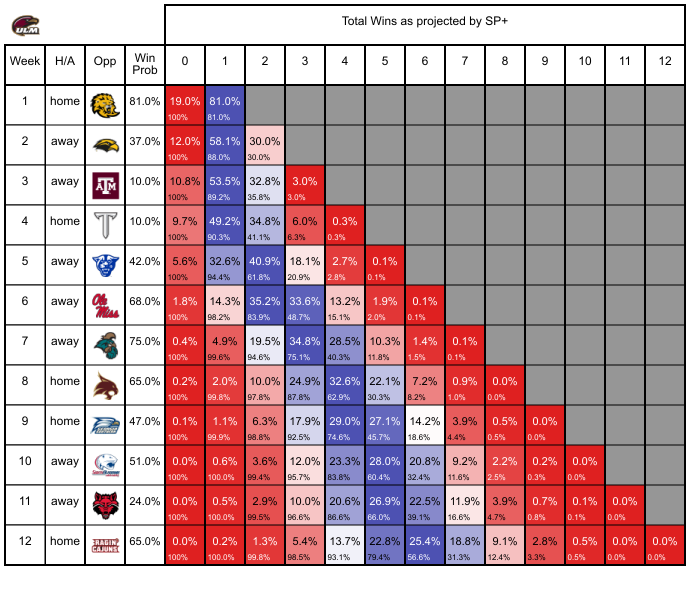 ULM
Total Wins as projected by SP+
Week H/A Opp Win Prob 0 1 2 3 4 5 6 7 8 9 10 11 12
1 home 81.0% 19.0% 81.0%
100% 81.0%
2 away 37.0% 12.0% 58.1% 30.0%
100% 88.0% 30.0%
3 away ATM 10.0% 10.8% 53.5% 32.8% 3.0%
100% 89.2% 35.8% 3.0%
4 home T 10.0% 9.7% 49.2% 34.8% 6.0% 0.3%
100% 90.3% 41.1% 6.3% 0.3%
5 away 42.0% 5.6% 32.6% 40.9% 18.1% 2.7% 0.1%
100% 94.4% 61.8% 20.9% 2.8% 0.1%
6 away Ole Miss 68.0% 1.8% 14.3% 35.2% 33.6% 13.2% 1.9% 0.1%
100% 98.2% 83.9% 48.7% 15.1% 2.0% 0.1%
7 away 75.0% 0.4% 4.9% 19.5% 34.8% 28.5% 10.3% 1.4% 0.1%
100% 99.6% 94.6% 75.1% 40.3% 11.8% 1.5% 0.1%
8 home 65.0% 0.2% 2.0% 10.0% 24.9% 32.6% 22.1% 7.2% 0.9% 0.0%
100% 99.8% 97.8% 87.8% 62.9% 30.3% 8.2% 1.0% 0.0%
9 home 47.0% 0.1% 1.1% 6.3% 17.9% 29.0% 27.1% 14.2% 3.9% 0.5% 0.0%
100% 99.9% 98.8% 92.5% 74.6% 45.7% 18.6% 4.4% 0.5% 0.0%
10 away 51.0% 0.0% 0.6% 3.6% 12.0% 23.3% 28.0% 20.8% 9.2% 2.2% 0.2% 0.0%
100% 100.0% 99.4% 95.7% 83.8% 60.4% 32.4% 11.6% 2.5% 0.3% 0.0%
11 away 24.0% 0.0% 0.5% 2.9% 10.0% 20.6% 26.9% 22.5% 11.9% 3.9% 0.7% 0.1% 0.0%
100% 100.0% 99.5% 96.6% 86.6% 66.0% 39.1% 16.6% 4.7% 0.8% 0.1% 0.0%
12 home RAGIN CAJUNS 65.0% 0.0% 0.2% 1.3% 5.4% 13.7% 22.8% 25.4% 18.8% 9.1% 2.8% 0.5% 0.0% 0.0%
100% 100.0% 99.8% 98.5% 93.1% 79.4% 56.6% 31.3% 12.4% 3.3% 0.5% 0.0% 0.0%